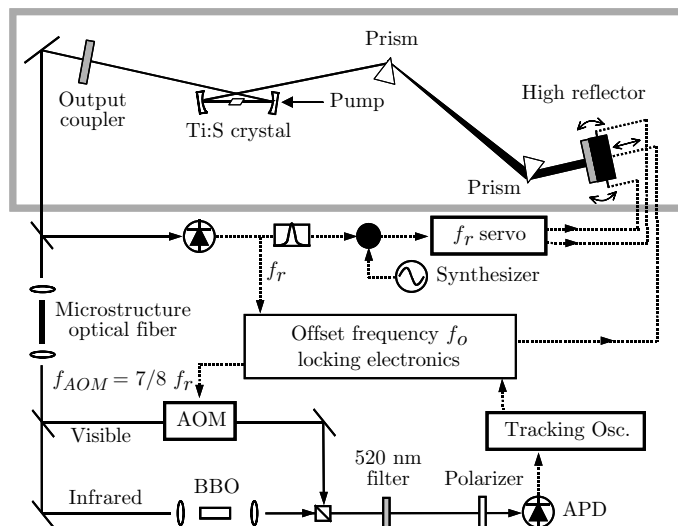 Prism
Output
coupler
Ti:S crystal
Pump
High reflector
Prism
f_r servo
f_r
Synthesizer
Microstructure
optical fiber
Offset frequency f_o
locking electronics
f_AOM = 7/8 f_r
AOM
Visible
Tracking Osc.
520 nm
filter
Polarizer
BBO
Infrared
APD